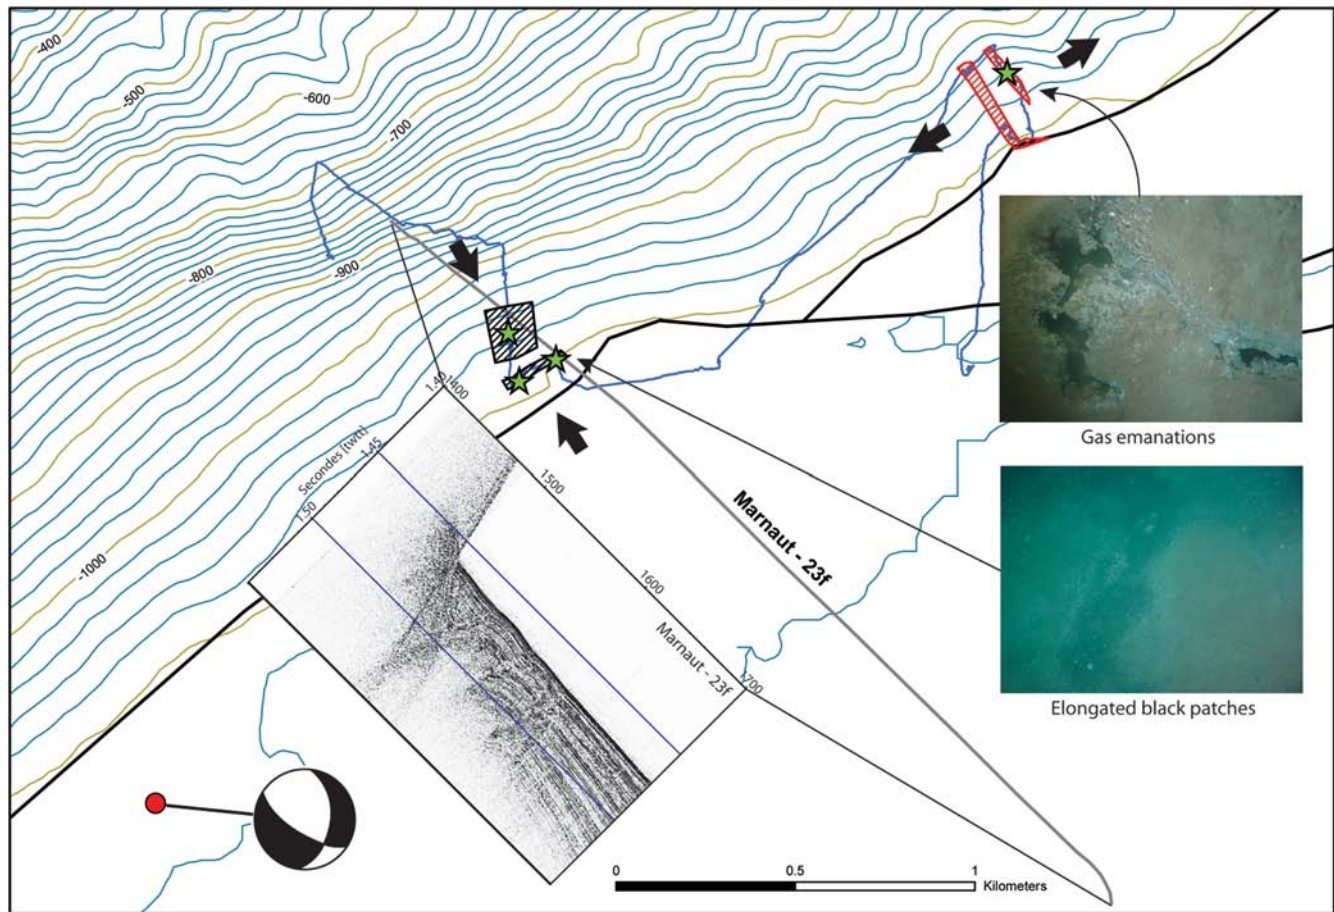 -400
-500
-600
-700
-800
-900
-1000
Gas emanations
Elongated black patches
Marnaut - 23f
Secondes [twtt]
1.40
1.45
1.50
1400
1500
1600
1700
Marnaut - 23f
0 0.5 1
Kilometers